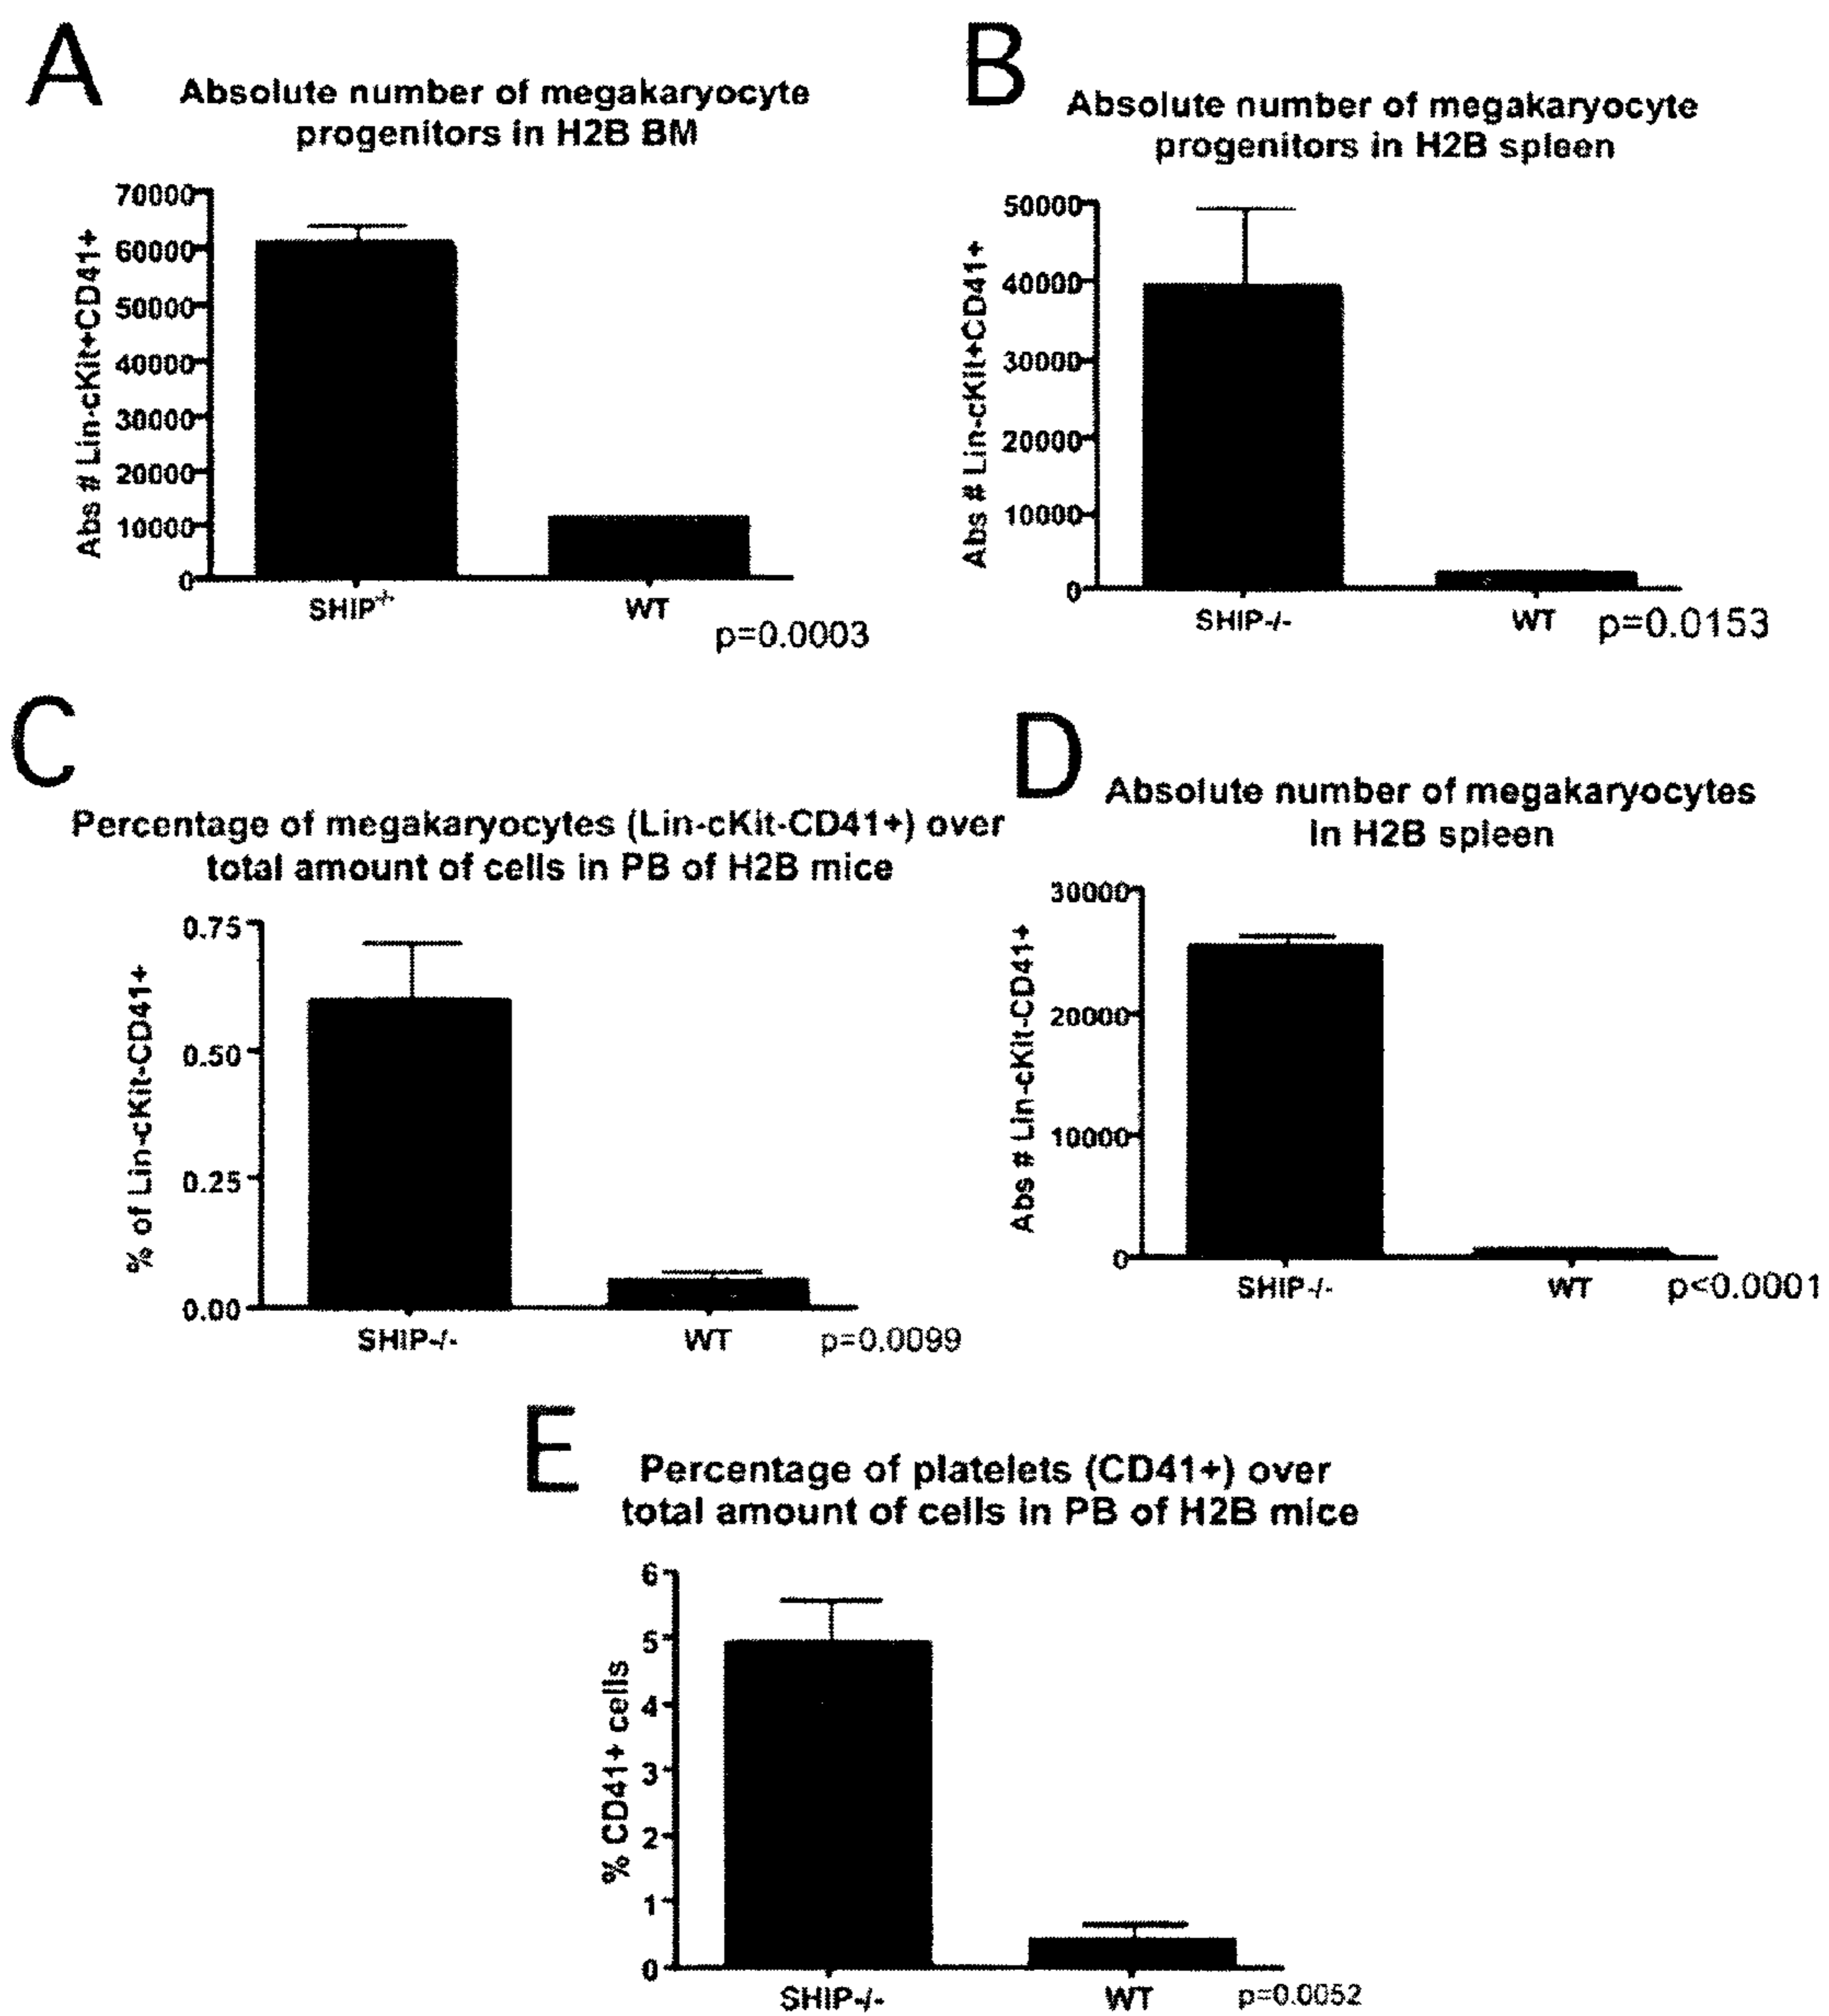 A
Absolute number of megakaryocyte
progenitors in H2B BM
Abs # Lin-cKit+CD41+
70000
60000
50000
40000
30000
20000
10000
0
SHIP-/-
WT
p=0.0003
B
Absolute number of megakaryocyte
progenitors in H2B spleen
Abs # Lin-cKit+CD41+
50000
40000
30000
20000
10000
0
SHIP-/-
WT
p=0.0153
C
Percentage of megakaryocytes (Lin-cKit-CD41+) over
total amount of cells in PB of H2B mice
% of Lin-cKit-CD41+
0.75
0.50
0.25
0.00
SHIP-/-
WT
p=0.0099
D
Absolute number of megakaryocytes
in H2B spleen
Abs # Lin-cKit-CD41+
30000
20000
10000
0
SHIP-/-
WT
p<0.0001
E
Percentage of platelets (CD41+) over
total amount of cells in PB of H2B mice
% CD41+ cells
6
5
4
3
2
1
0
SHIP-/-
WT
p=0.0052